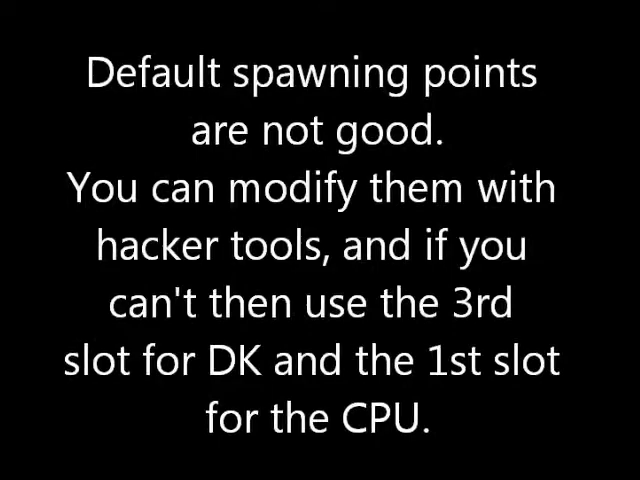 Default spawning points
are not good.
You can modify them with
hacker tools, and if you
can't then use the 3rd
slot for DK and the 1st slot
for the CPU.